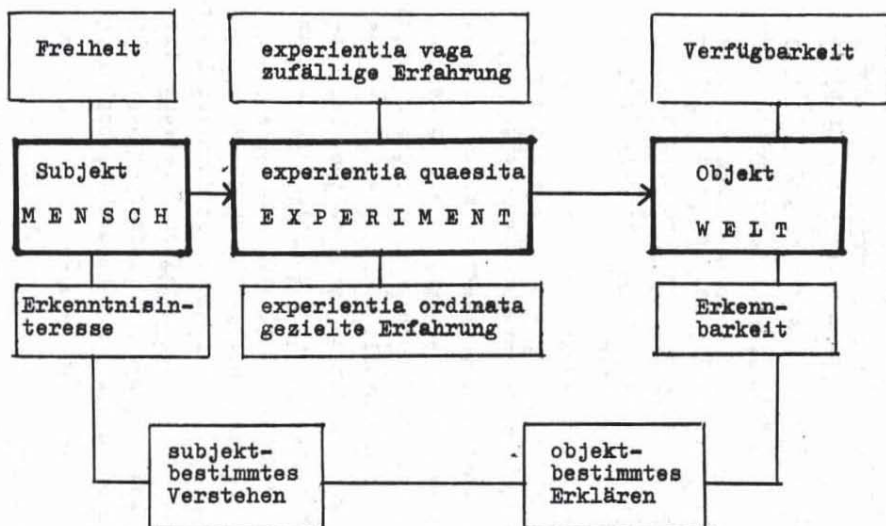 Freiheit
experientia vaga
zufällige Erfahrung
Verfügbarkeit
Subjekt
M E N S C H
experientia quaesita
E X P E R I M E N T
Objekt
W E L T
Erkenntnisin-
teresse
experientia ordinata
gezielte Erfahrung
Erkenn-
barkeit
subjekt-
bestimmtes
Verstehen
objekt-
bestimmtes
Erklären